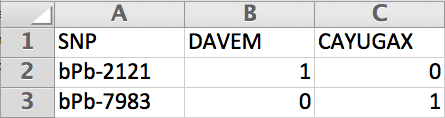 A B C
1 SNP DAVEM CAYUGAX
2 bPb-2121 1 0
3 bPb-7983 0 1